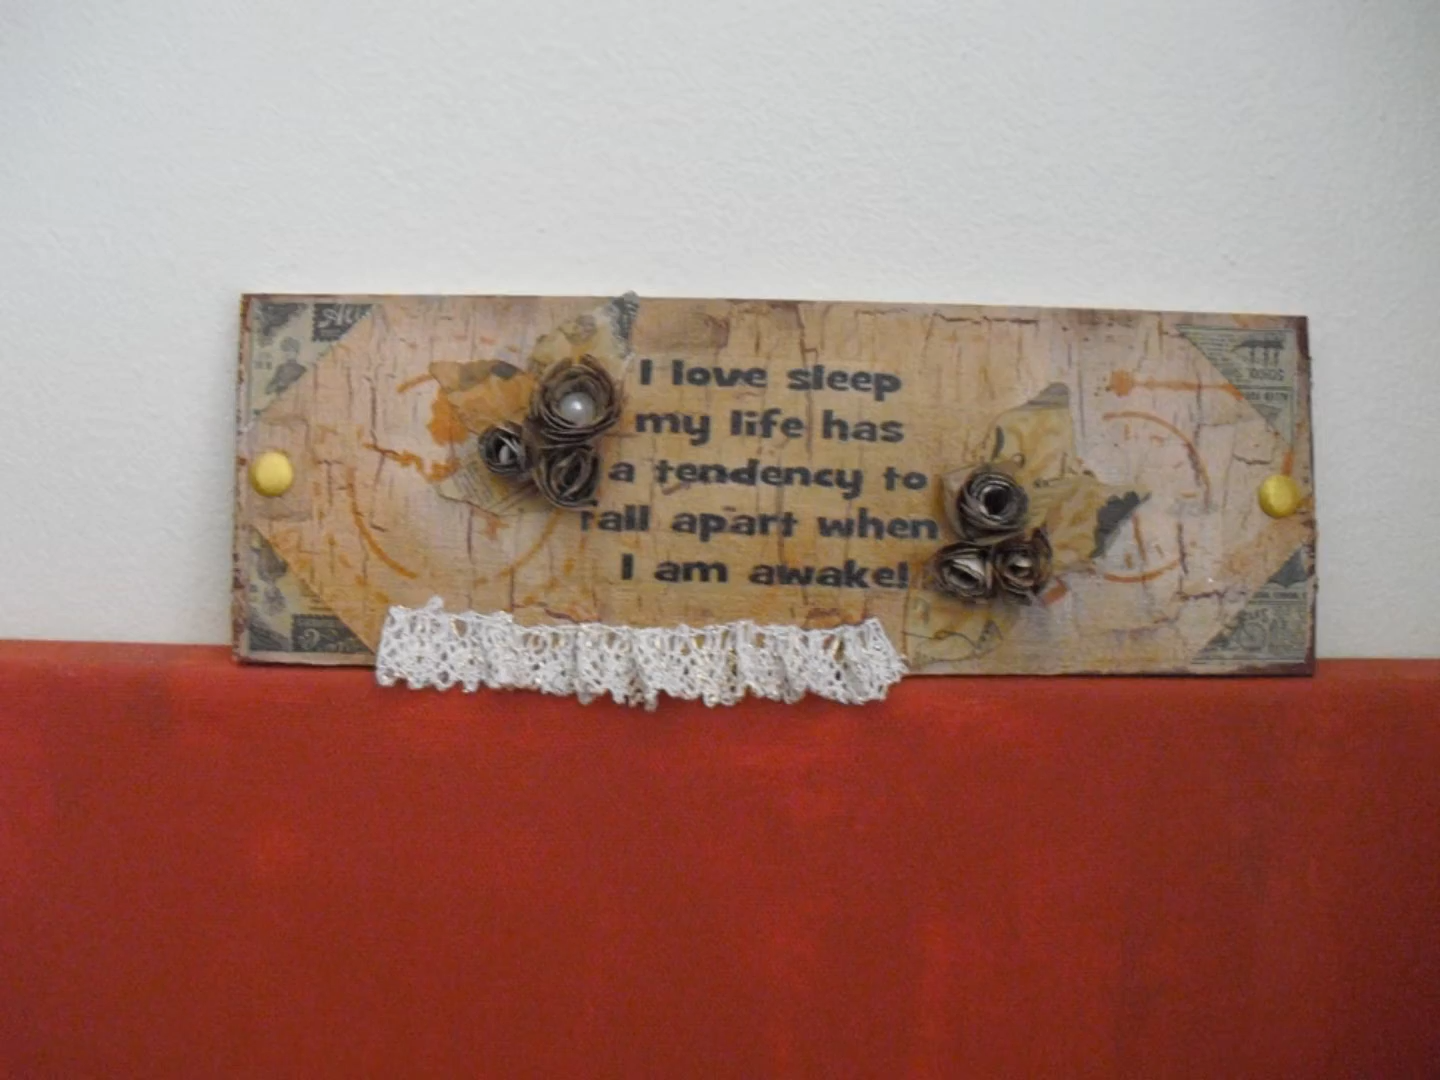 I love sleep
my life has
a tendency to
fall apart when
I am awake!